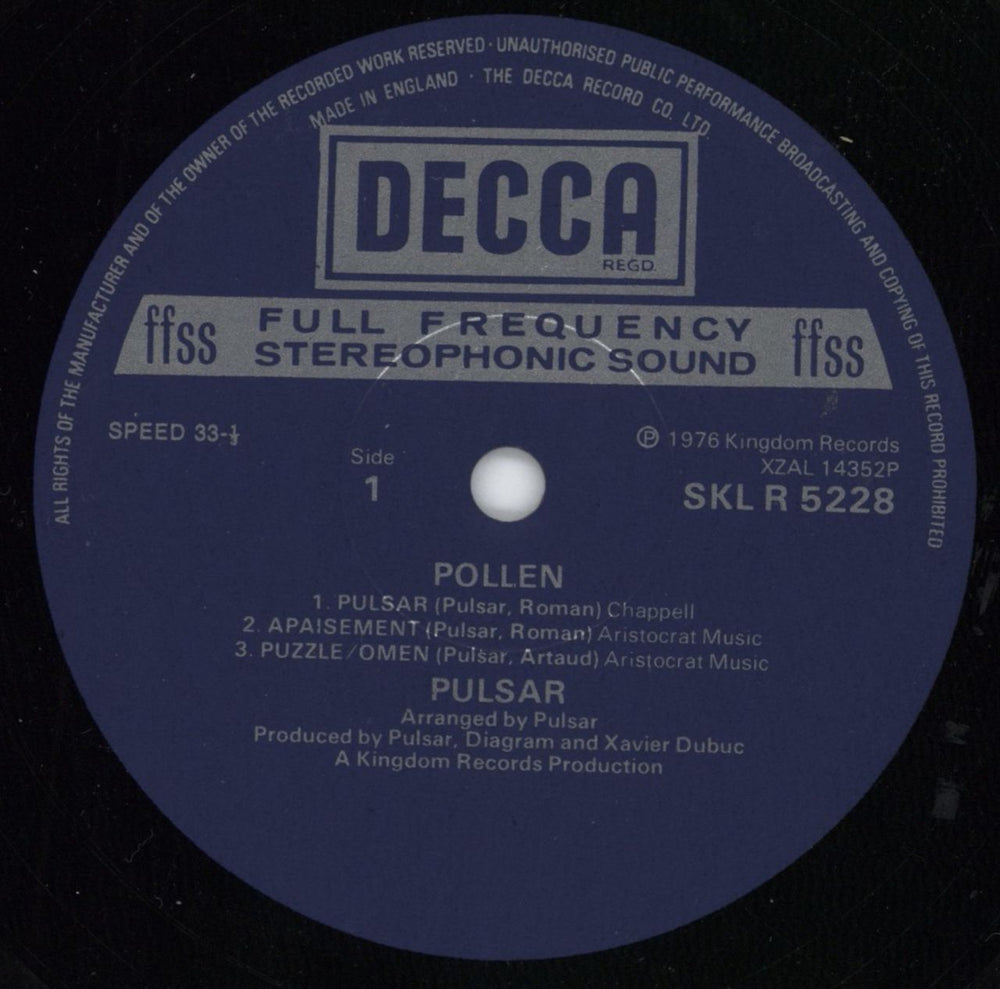 ALL RIGHTS OF THE MANUFACTURER AND OF THE OWNER OF THE RECORDED WORK RESERVED · UNAUTHORISED PUBLIC PERFORMANCE BROADCASTING AND COPYING OF THIS RECORD PROHIBITED
MADE IN ENGLAND · THE DECCA RECORD CO. LTD.
DECCA
REGD.
ffss FULL FREQUENCY ffss
STEREOPHONIC SOUND
SPEED 33-⅓
Side
1
℗ 1976 Kingdom Records
XZAL 14352P
SKL R 5228
POLLEN
1. PULSAR (Pulsar, Roman) Chappell
2. APAISEMENT (Pulsar, Roman) Aristocrat Music
3. PUZZLE/OMEN (Pulsar, Artaud) Aristocrat Music
PULSAR
Arranged by Pulsar
Produced by Pulsar, Diagram and Xavier Dubuc
A Kingdom Records Production